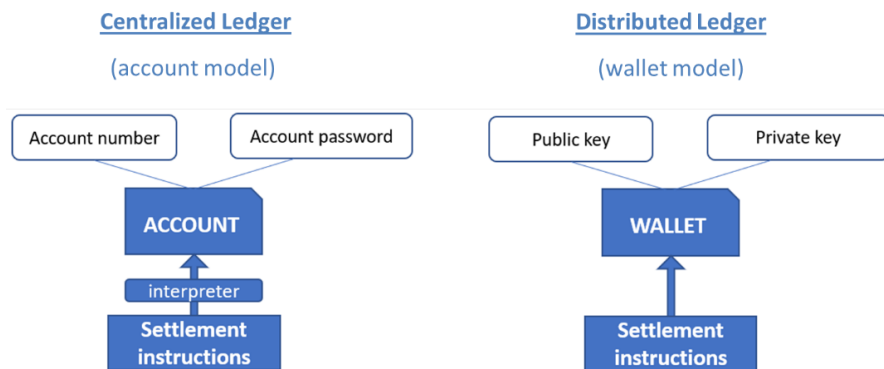 Centralized Ledger
(account model)
Account number
Account password
ACCOUNT
interpreter
Settlement
instructions
Distributed Ledger
(wallet model)
Public key
Private key
WALLET
Settlement
instructions